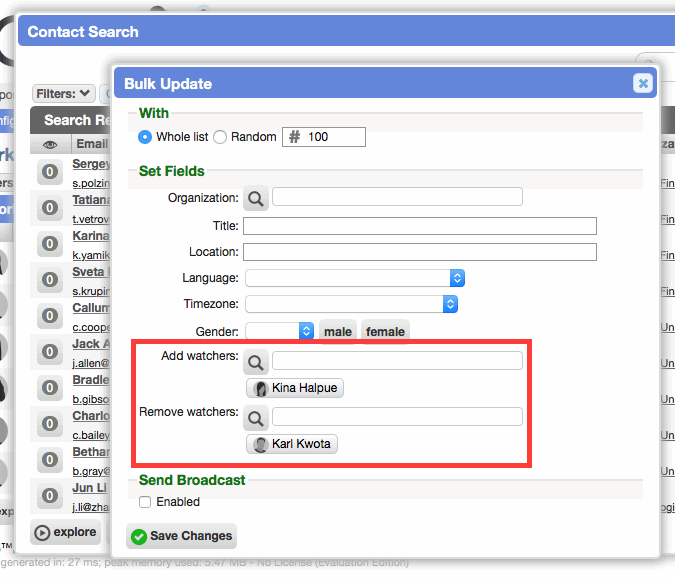 Contact Search
Filters:
Bulk Update
With
Search Re
Whole list Random # 100
Email
0 Sergey
s.polzin
Set Fields
0 Tatiana
Organization:
t.vetrov
Title:
0 Karina
k.yamik
Location:
0 Sveta
Language:
s.krupin
Timezone:
0 Callum
c.coope
Gender: male female
0 Jack A
Add watchers:
j.allen@
Kina Halpue
0 Bradle
b.gibso
Remove watchers:
0 Charlo
c.bailey
Karl Kwota
0 Bethan
b.gray@
Send Broadcast
0 Jun Li
j.li@zha
Enabled
explore
Save Changes
generated in: 27 ms; peak memory used: 5.47 MB - No License (Evaluation Edition)